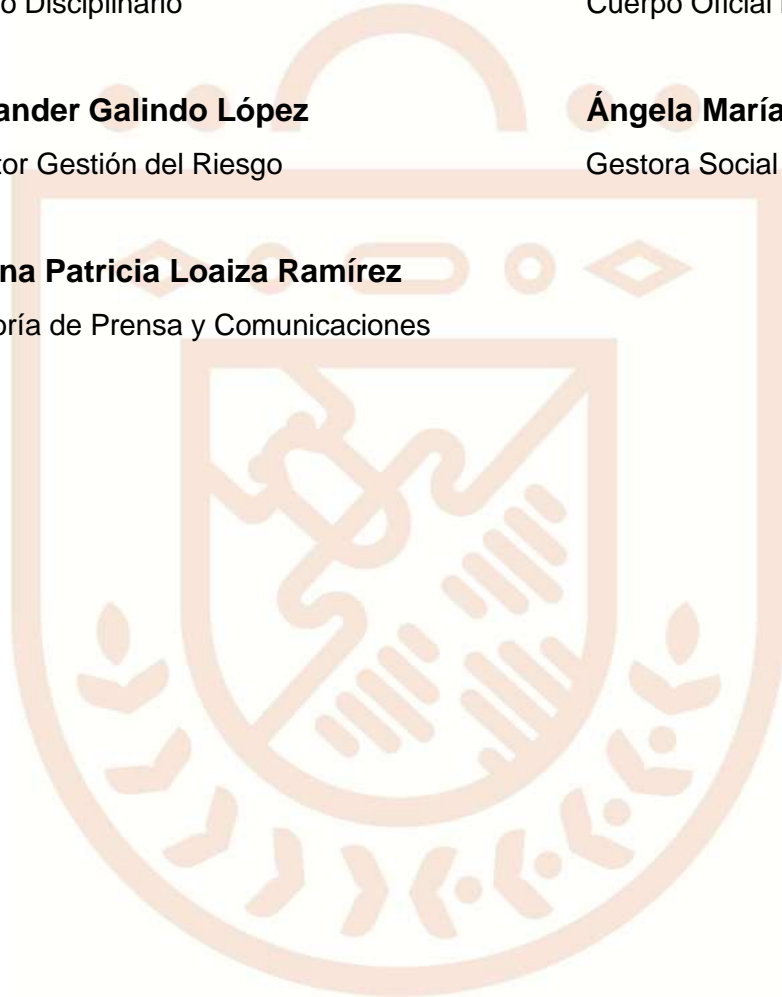 o Disciplinario
Cuerpo Oficial
ander Galindo López
tor Gestión del Riesgo
Ángela María
Gestora Social
na Patricia Loaiza Ramírez
oría de Prensa y Comunicaciones